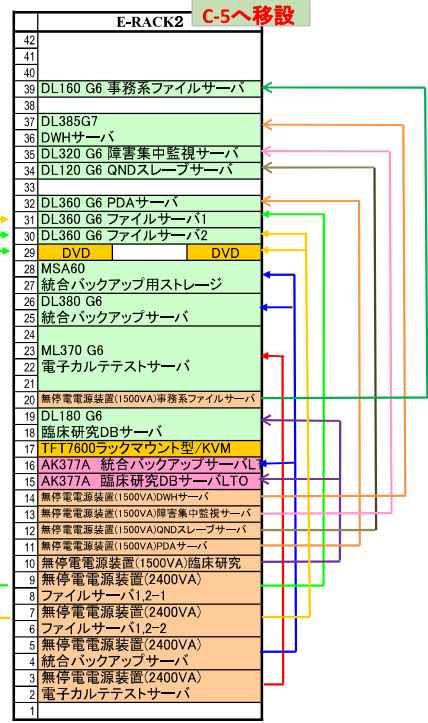 C-5へ移設
E-RACK2
42
41
40
39 DL160 G6 事務系ファイルサーバ
38
37 DL385G7
36 DWHサーバ
35 DL320 G6 障害集中監視サーバ
34 DL120 G6 QNDスレーブサーバ
33
32 DL360 G6 PDAサーバ
31 DL360 G6 ファイルサーバ1
30 DL360 G6 ファイルサーバ2
29 DVD DVD
28 MSA60
27 統合バックアップ用ストレージ
26 DL380 G6
25 統合バックアップサーバ
24
23 ML370 G6
22 電子カルテテストサーバ
21
20 無停電電源装置(1500VA)事務系ファイルサーバ
19 DL180 G6
18 臨床研究DBサーバ
17 TFT7600ラックマウント型/KVM
16 AK377A 統合バックアップサーバLT
15 AK377A 臨床研究DBサーバLTO
14 無停電電源装置(1500VA)DWHサーバ
13 無停電電源装置(1500VA)障害集中監視サーバ
12 無停電電源装置(1500VA)QNDスレーブサーバ
11 無停電電源装置(1500VA)PDAサーバ
10 無停電電源装置(1500VA)臨床研究
9 無停電電源装置(2400VA)
8 ファイルサーバ1,2-1
7 無停電電源装置(2400VA)
6 ファイルサーバ1,2-2
5 無停電電源装置(2400VA)
4 統合バックアップサーバ
3 無停電電源装置(2400VA)
2 電子カルテテストサーバ
1